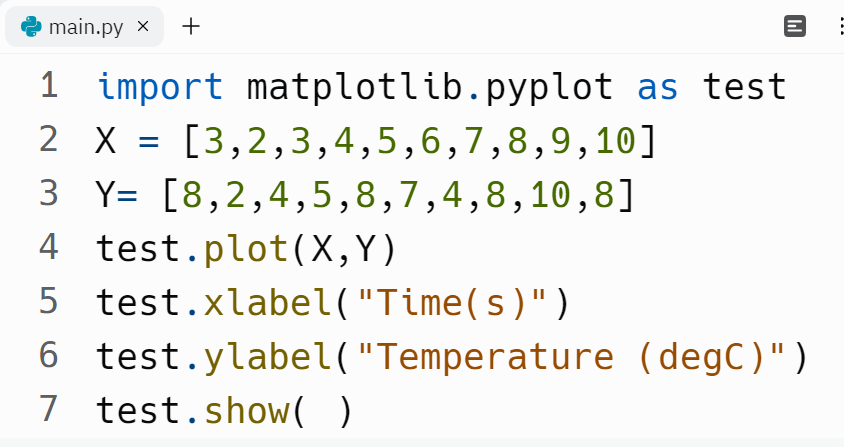 main.py × +
1 import matplotlib.pyplot as test
2 X = [3,2,3,4,5,6,7,8,9,10]
3 Y= [8,2,4,5,8,7,4,8,10,8]
4 test.plot(X,Y)
5 test.xlabel("Time(s)")
6 test.ylabel("Temperature (degC)")
7 test.show( )